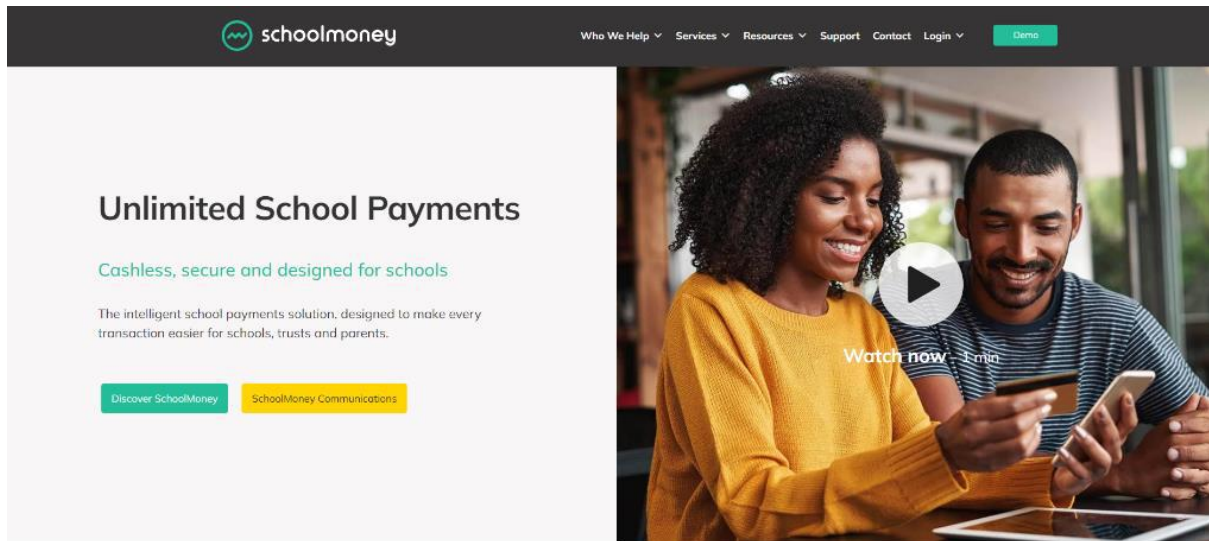 schoolmoney
Who We Help Services Resources Support Contact Login Demo
Unlimited School Payments
Cashless, secure and designed for schools
The intelligent school payments solution, designed to make every
transaction easier for schools, trusts and parents.
Discover SchoolMoney SchoolMoney Communications
Watch now - 1 min